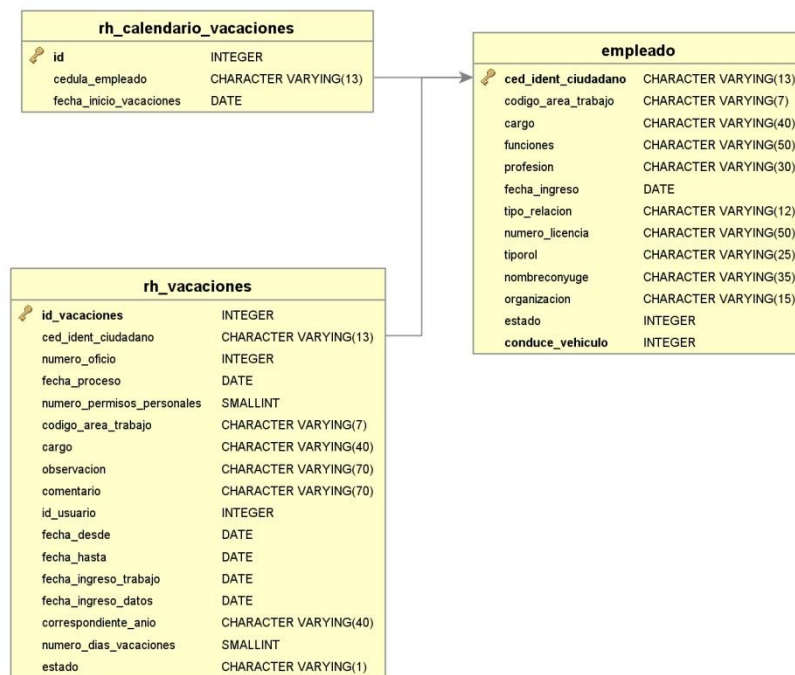 rh_calendario_vacaciones
id INTEGER
cedula_empleado CHARACTER VARYING(13)
fecha_inicio_vacaciones DATE
empleado
ced_ident_ciudadano CHARACTER VARYING(13)
codigo_area_trabajo CHARACTER VARYING(7)
cargo CHARACTER VARYING(40)
funciones CHARACTER VARYING(50)
profesion CHARACTER VARYING(30)
fecha_ingreso DATE
tipo_relacion CHARACTER VARYING(12)
numero_licencia CHARACTER VARYING(50)
tiporol CHARACTER VARYING(25)
nombreconyuge CHARACTER VARYING(35)
organizacion CHARACTER VARYING(15)
estado INTEGER
conduce_vehiculo INTEGER
rh_vacaciones
id_vacaciones INTEGER
ced_ident_ciudadano CHARACTER VARYING(13)
numero_oficio INTEGER
fecha_proceso DATE
numero_permisos_personales SMALLINT
codigo_area_trabajo CHARACTER VARYING(7)
cargo CHARACTER VARYING(40)
observacion CHARACTER VARYING(70)
comentario CHARACTER VARYING(70)
id_usuario INTEGER
fecha_desde DATE
fecha_hasta DATE
fecha_ingreso_trabajo DATE
fecha_ingreso_datos DATE
correspondiente_anio CHARACTER VARYING(40)
numero_dias_vacaciones SMALLINT
estado CHARACTER VARYING(1)